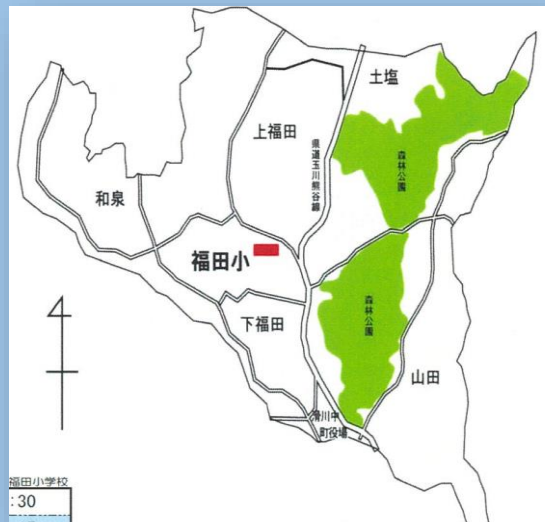 土塩
上福田
県道玉川熊谷線
森林公園
和泉
福田小
森林公園
下福田
山田
滑川中
町役場
福田小学校
:30